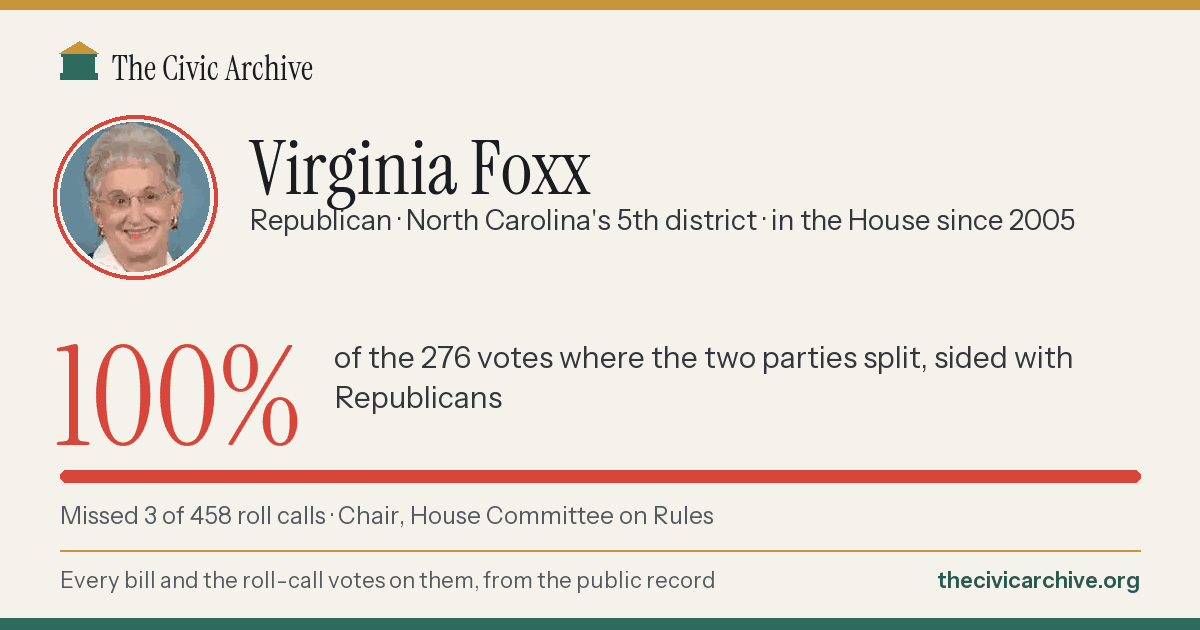 The Civic Archive
Virginia Foxx
Republican · North Carolina's 5th district · in the House since 2005
100%
of the 276 votes where the two parties split, sided with
Republicans
Missed 3 of 458 roll calls · Chair, House Committee on Rules
Every bill and the roll-call votes on them, from the public record
thecivicarchive.org